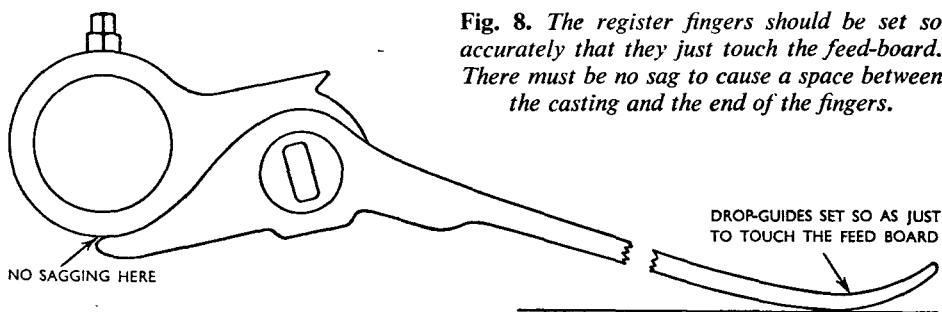 Fig. 8. The register fingers should be set so
accurately that they just touch the feed-board.
There must be no sag to cause a space between
the casting and the end of the fingers.
DROP-GUIDES SET SO AS JUST
TO TOUCH THE FEED BOARD
NO SAGGING HERE